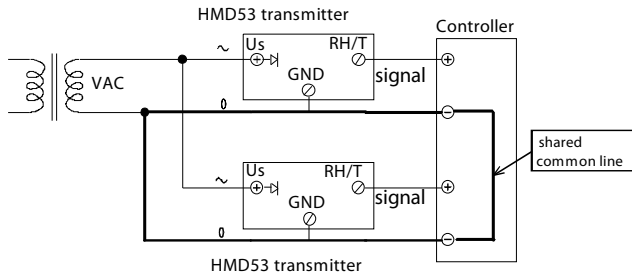 HMD53 transmitter
Controller
~
Us
RH/T
VAC
GND
signal
+
0
−
shared
common line
~
Us
RH/T
GND
signal
+
0
−
HMD53 transmitter